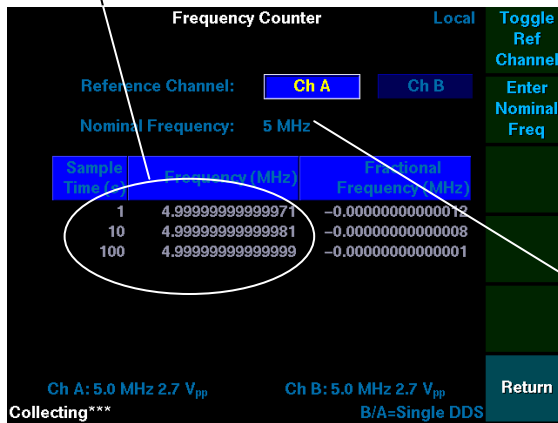 Frequency Counter
Local
Toggle
Ref
Channel
Reference Channel: Ch A Ch B
Enter
Nominal
Freq
Nominal Frequency: 5 MHz
Sample
Time (s)
Frequency (MHz)
Fractional
Frequency (MHz)
1 4.99999999999971 −0.00000000000012
10 4.99999999999981 −0.00000000000008
100 4.99999999999999 −0.00000000000001
Ch A: 5.0 MHz 2.7 Vpp Ch B: 5.0 MHz 2.7 Vpp
Return
Collecting*** B/A=Single DDS